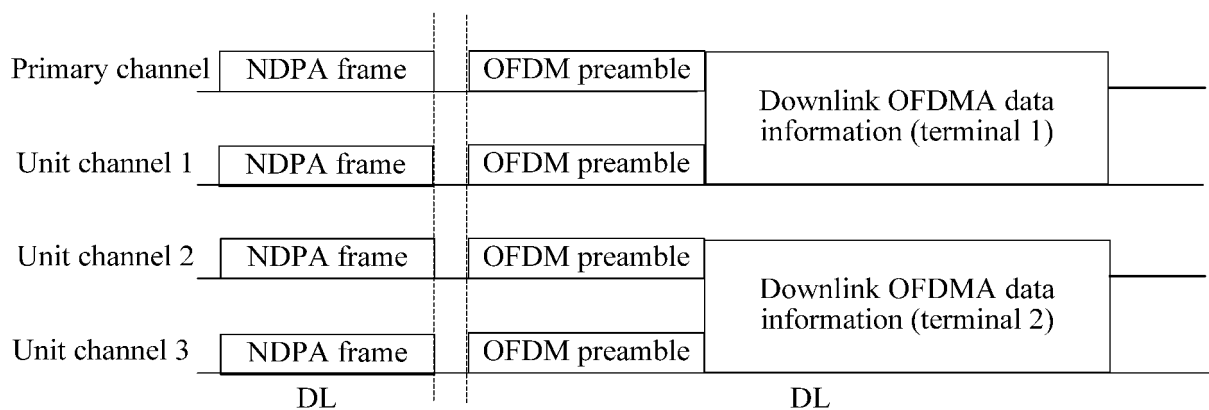 Primary channel NDPA frame OFDM preamble
Downlink OFDMA data
information (terminal 1)
Unit channel 1 NDPA frame OFDM preamble
Unit channel 2 NDPA frame OFDM preamble
Downlink OFDMA data
information (terminal 2)
Unit channel 3 NDPA frame OFDM preamble
DL DL